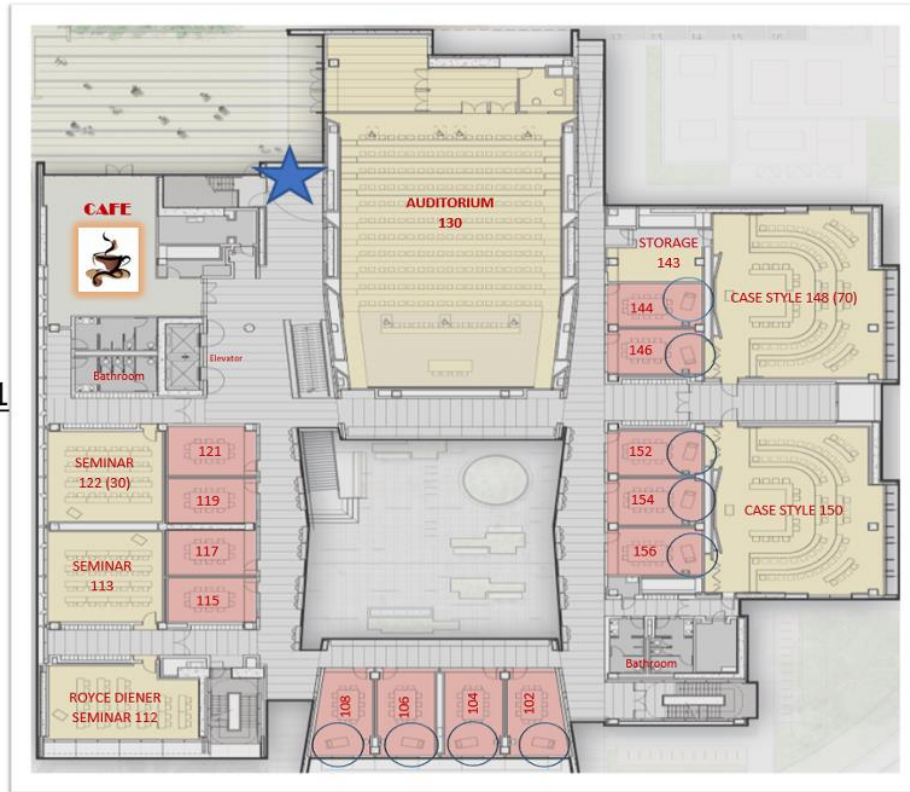 CAFE
AUDITORIUM
130
STORAGE
143
CASE STYLE 148 (70)
144
146
Elevator
Bathroom
1
SEMINAR
122 (30)
121
119
152
154
156
CASE STYLE 150
SEMINAR
113
117
115
ROYCE DIENER
SEMINAR 112
108
106
104
102
Bathroom